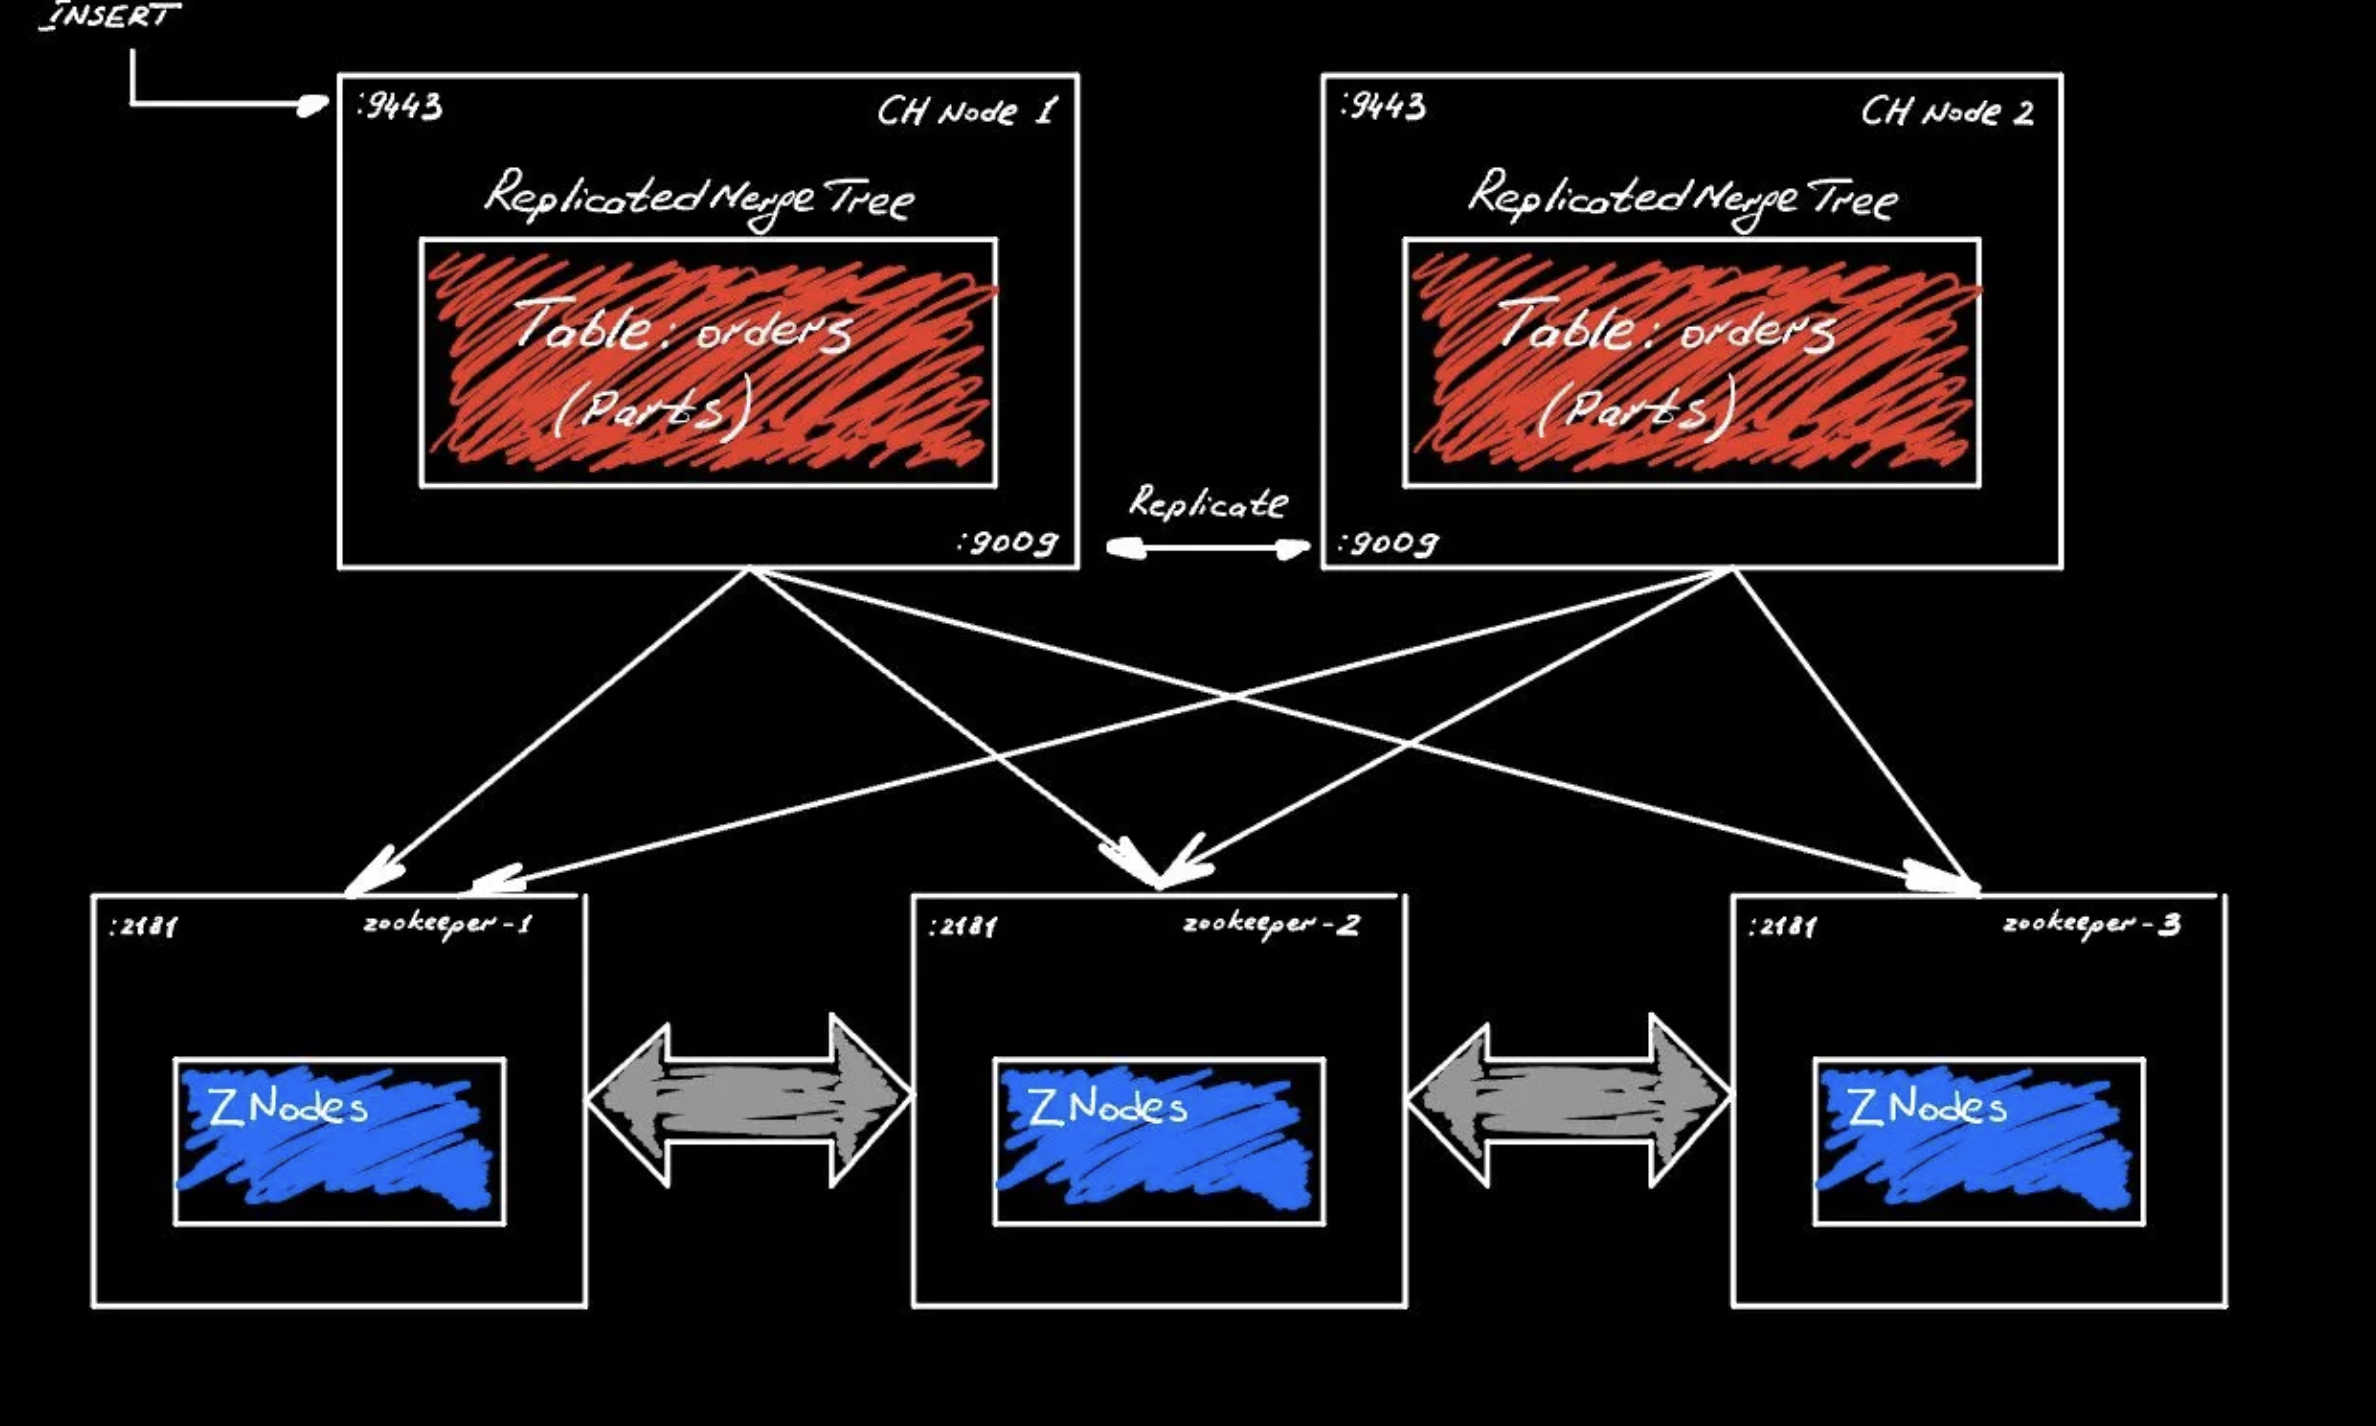 INSERT
:9443
CH Node 1
ReplicatedMergeTree
Table: orders
(Parts)
:9009
Replicate
:9443
CH Node 2
ReplicatedMergeTree
Table: orders
(Parts)
:9009
:2181
zookeeper-1
ZNodes
:2181
zookeeper-2
ZNodes
:2181
zookeeper-3
ZNodes